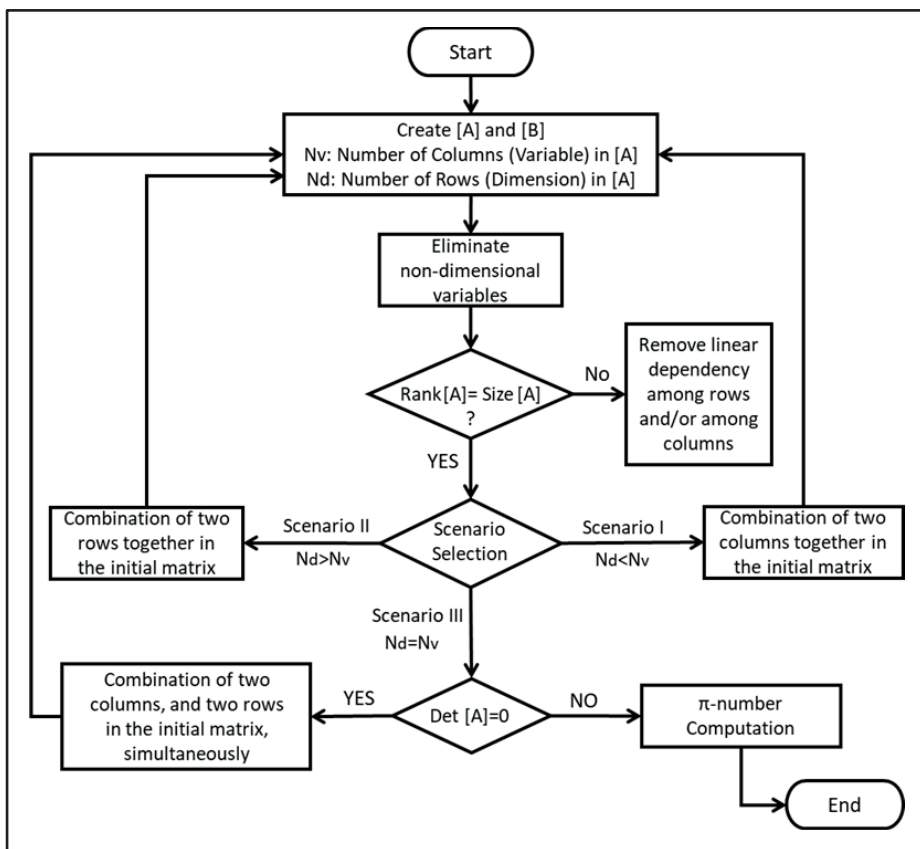 Start
Create [A] and [B]
Nv: Number of Columns (Variable) in [A]
Nd: Number of Rows (Dimension) in [A]
Eliminate
non-dimensional
variables
Rank[A]= Size [A]
?
No
Remove linear
dependency
among rows
and/or among
columns
YES
Combination of two
rows together in
the initial matrix
Scenario II
Nd>Nv
Scenario
Selection
Scenario I
Nd<Nv
Combination of two
columns together in
the initial matrix
Scenario III
Nd=Nv
Combination of two
columns, and two rows
in the initial matrix,
simultaneously
YES
Det [A]=0
NO
π-number
Computation
End